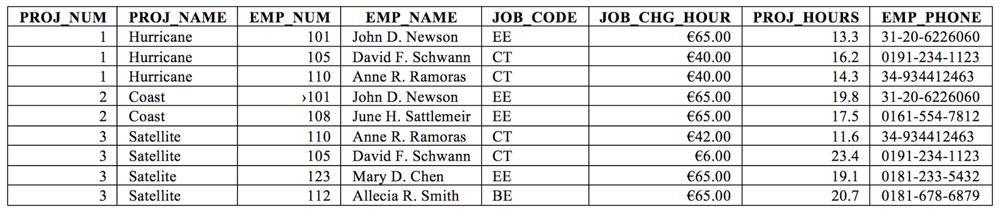 PROJ_NUM PROJ_NAME EMP_NUM EMP_NAME JOB_CODE JOB_CHG_HOUR PROJ_HOURS EMP_PHONE
1 Hurricane 101 John D. Newson EE €65.00 13.3 31-20-6226060
1 Hurricane 105 David F. Schwann CT €40.00 16.2 0191-234-1123
1 Hurricane 110 Anne R. Ramoras CT €40.00 14.3 34-934412463
2 Coast ›101 John D. Newson EE €65.00 19.8 31-20-6226060
2 Coast 108 June H. Sattlemeir EE €65.00 17.5 0161-554-7812
3 Satellite 110 Anne R. Ramoras CT €42.00 11.6 34-934412463
3 Satellite 105 David F. Schwann CT €6.00 23.4 0191-234-1123
3 Satelite 123 Mary D. Chen EE €65.00 19.1 0181-233-5432
3 Satellite 112 Allecia R. Smith BE €65.00 20.7 0181-678-6879